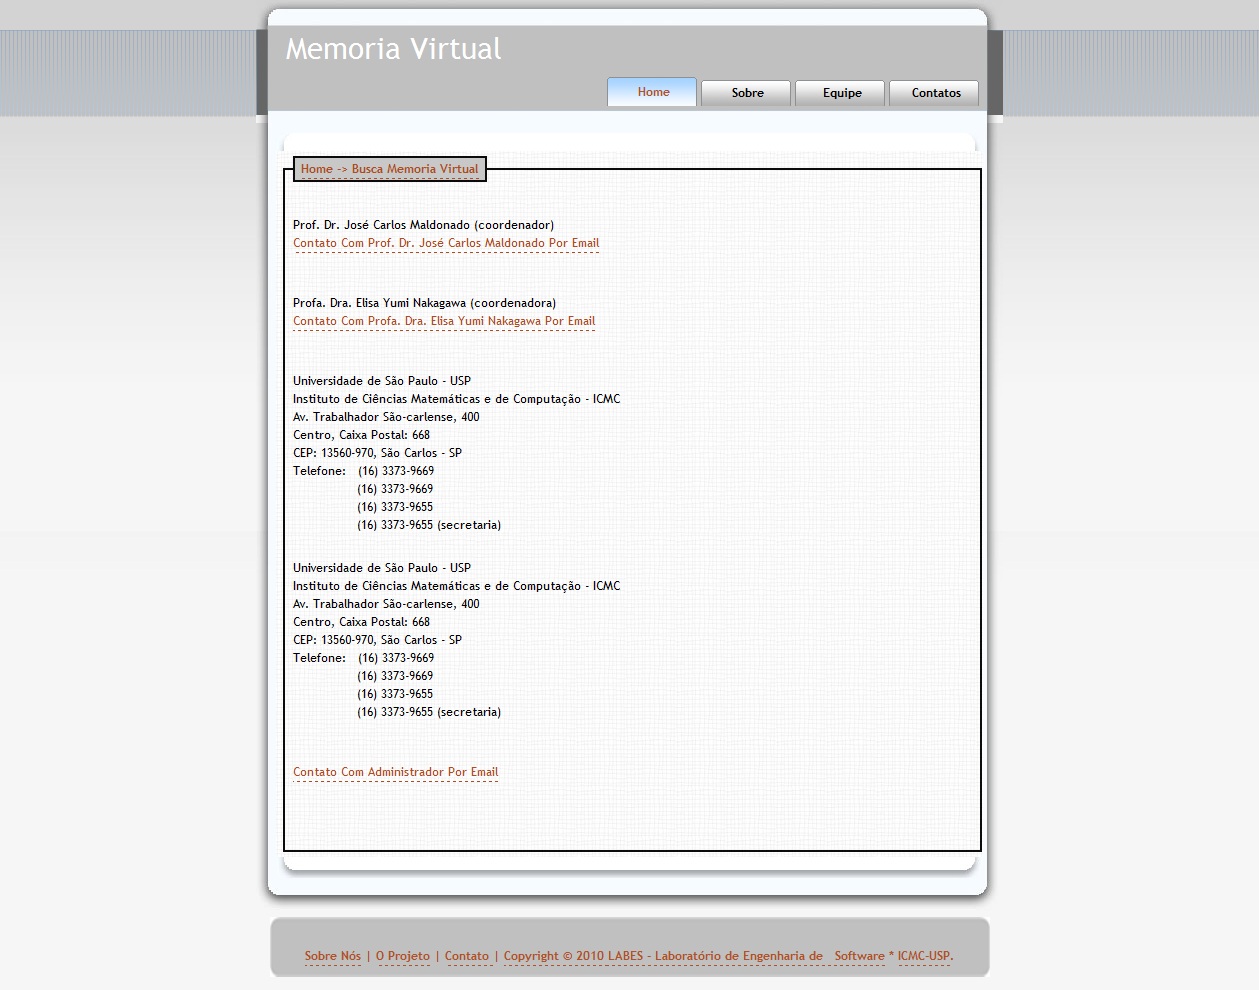 Memoria Virtual
Home Sobre Equipe Contatos
Home -> Busca Memoria Virtual
Prof. Dr. José Carlos Maldonado (coordenador)
Contato Com Prof. Dr. José Carlos Maldonado Por Email
Profa. Dra. Elisa Yumi Nakagawa (coordenadora)
Contato Com Profa. Dra. Elisa Yumi Nakagawa Por Email
Universidade de São Paulo - USP
Instituto de Ciências Matemáticas e de Computação - ICMC
Av. Trabalhador São-carlense, 400
Centro, Caixa Postal: 668
CEP: 13560-970, São Carlos - SP
Telefone: (16) 3373-9669
(16) 3373-9669
(16) 3373-9655
(16) 3373-9655 (secretaria)
Universidade de São Paulo - USP
Instituto de Ciências Matemáticas e de Computação - ICMC
Av. Trabalhador São-carlense, 400
Centro, Caixa Postal: 668
CEP: 13560-970, São Carlos - SP
Telefone: (16) 3373-9669
(16) 3373-9669
(16) 3373-9655
(16) 3373-9655 (secretaria)
Contato Com Administrador Por Email
Sobre Nós | O Projeto | Contato | Copyright © 2010 LABES - Laboratório de Engenharia de Software * ICMC-USP.